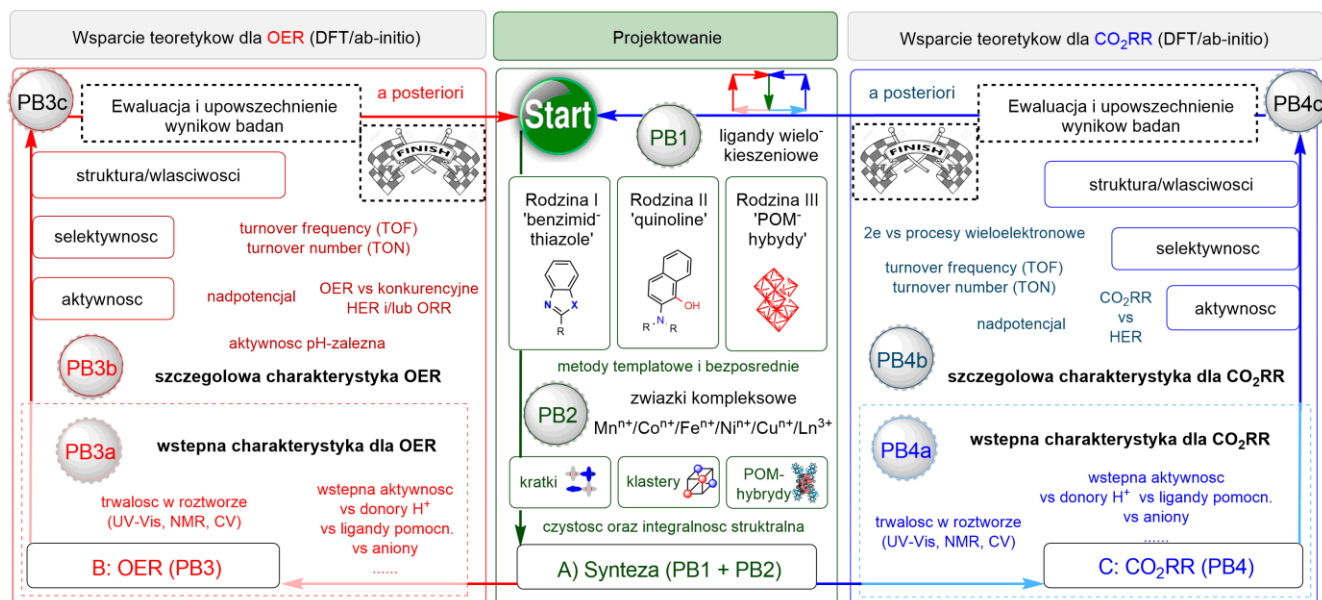 Wsparcie teoretykow dla OER (DFT/ab-initio)
PB3c
Ewaluacja i upowszechnienie
wynikow badan
a posteriori
FINISH
struktura/wlasciwosci
selektywnosc
turnover frequency (TOF)
turnover number (TON)
aktywnosc
nadpotencjal
OER vs konkurencyjne
HER i/lub ORR
aktywnosc pH-zalezna
PB3b
szczegolowa charakterystyka OER
PB3a
wstepna charakterystyka dla OER
trwalosc w roztworze
(UV-Vis, NMR, CV)
wstepna aktywnosc
vs donory H⁺
vs ligandy pomocn.
vs aniony
......
B: OER (PB3)
Projektowanie
Start
PB1
ligandy wielo-
kieszeniowe
Rodzina I
'benzimid-
thiazole'
N
X
R
Rodzina II
'quinoline'
OH
R
N
R
Rodzina III
'POM-
hybydy'
metody templatowe i bezposrednie
PB2
zwiazki kompleksowe
Mnⁿ⁺/Coⁿ⁺/Feⁿ⁺/Niⁿ⁺/Cuⁿ⁺/Ln³⁺
kratki
klastery
POM-
hybrydy
czystosc oraz integralnosc struktralna
A) Synteza (PB1 + PB2)
Wsparcie teoretykow dla CO₂RR (DFT/ab-initio)
a posteriori
Ewaluacja i upowszechnienie
wynikow badan
PB4c
FINISH
struktura/wlasciwosci
2e vs procesy wieloelektronowe
selektywnosc
turnover frequency (TOF)
turnover number (TON)
nadpotencjal
CO₂RR
vs
HER
aktywnosc
PB4b
szczegolowa charakterystyka dla CO₂RR
PB4a
wstepna charakterystyka dla CO₂RR
trwalosc w roztworze
(UV-Vis, NMR, CV)
wstepna aktywnosc
vs donory H⁺ vs ligandy pomocn.
vs aniony
......
C: CO₂RR (PB4)